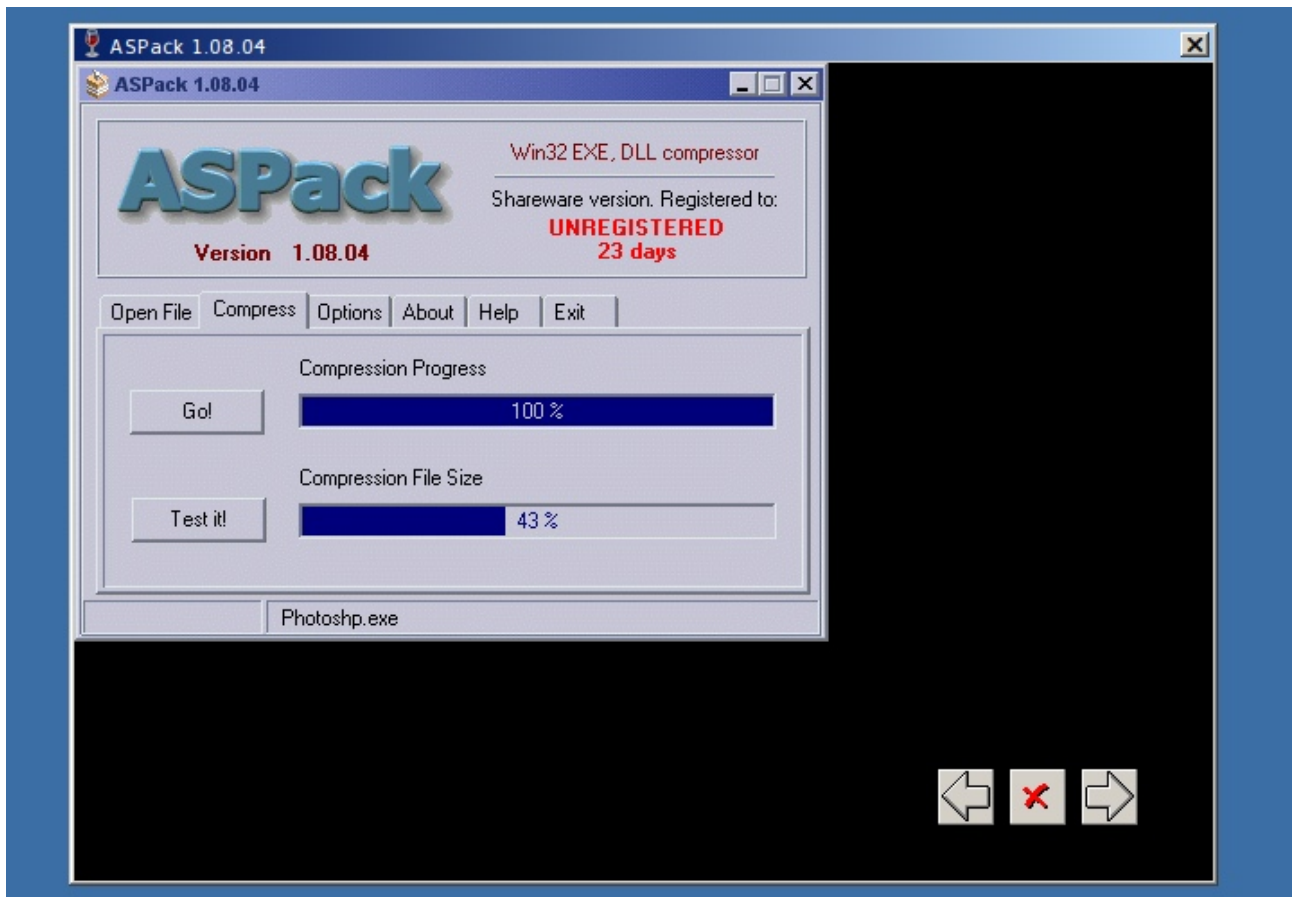 ASPack 1.08.04
ASPack 1.08.04
ASPack
Version 1.08.04
Win32 EXE, DLL compressor
Shareware version. Registered to:
UNREGISTERED
23 days
Open File Compress Options About Help Exit
Compression Progress
Go! 100 %
Compression File Size
Test it! 43 %
Photoshp.exe